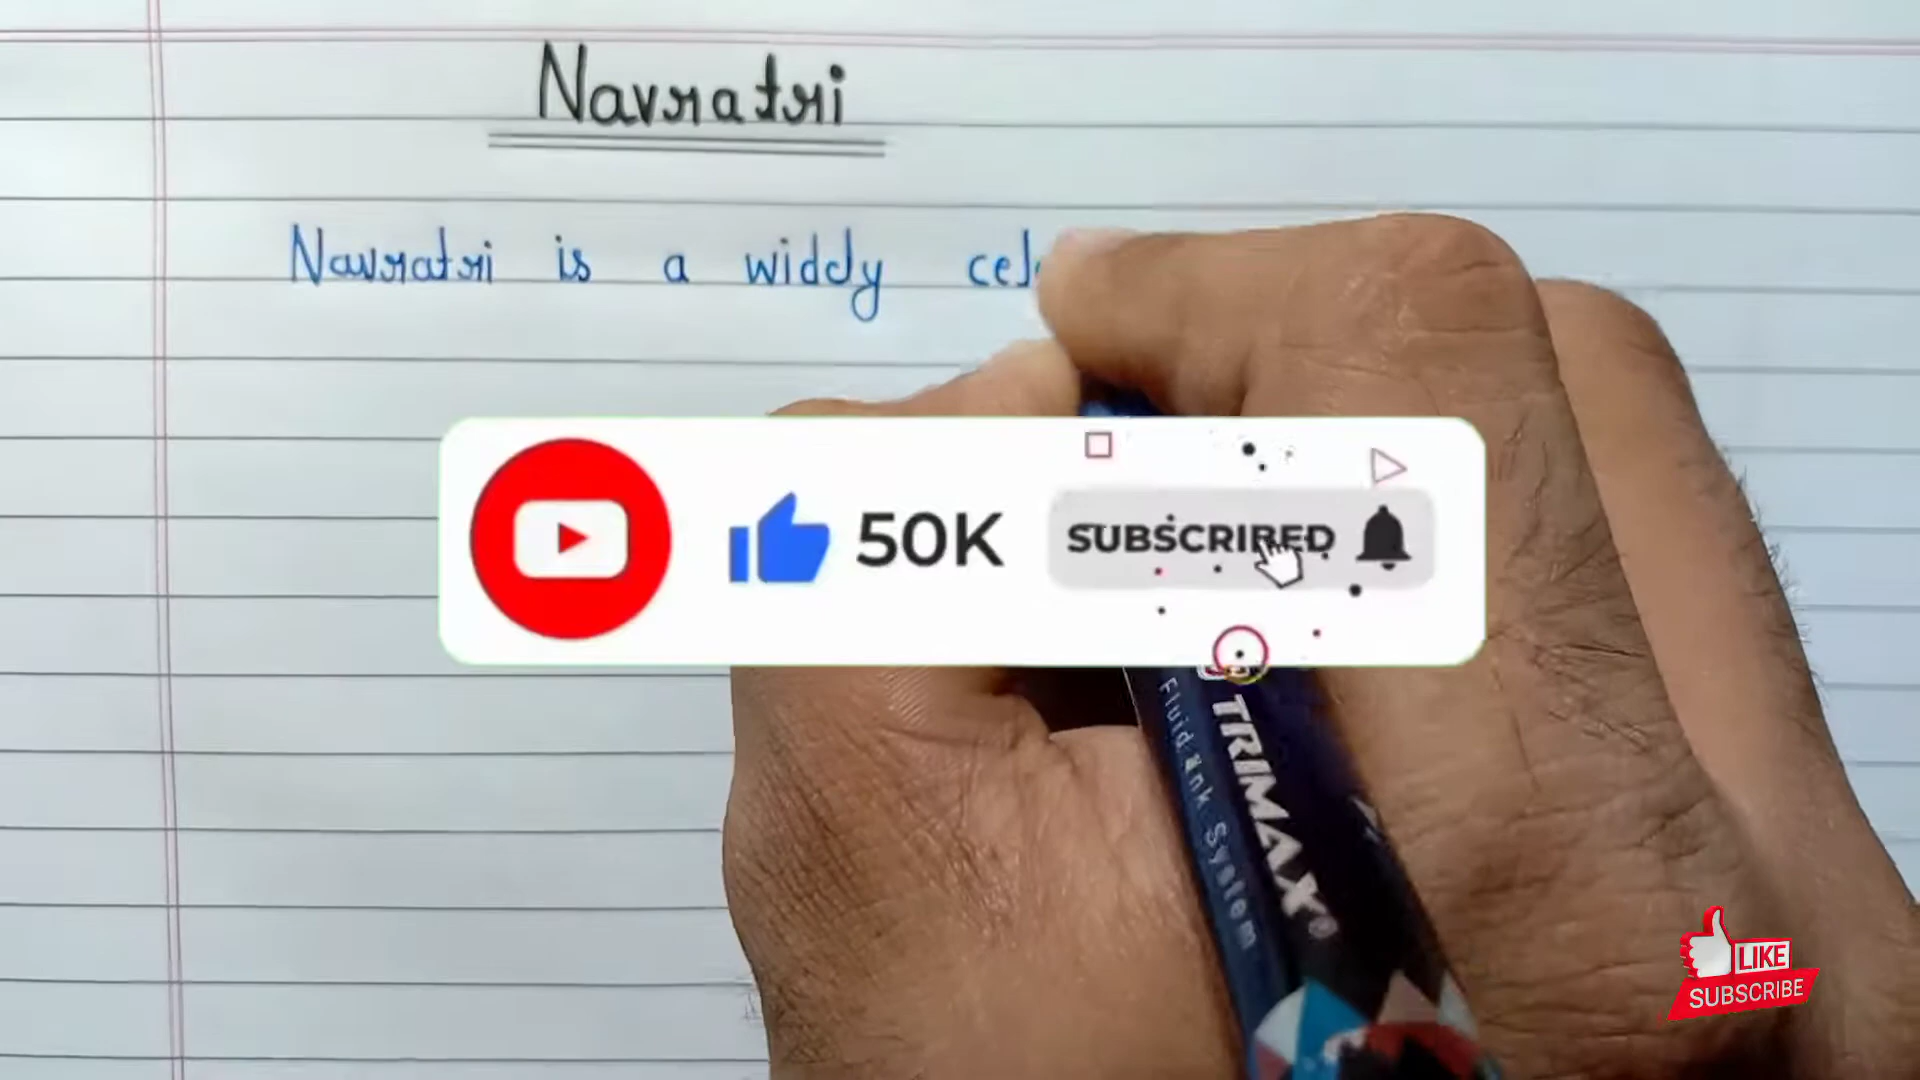 Navratri
Navratri is a widdy cel
50K
SUBSCRIBED
TRIMAX®
Fluid Ink System
LIKE
SUBSCRIBE